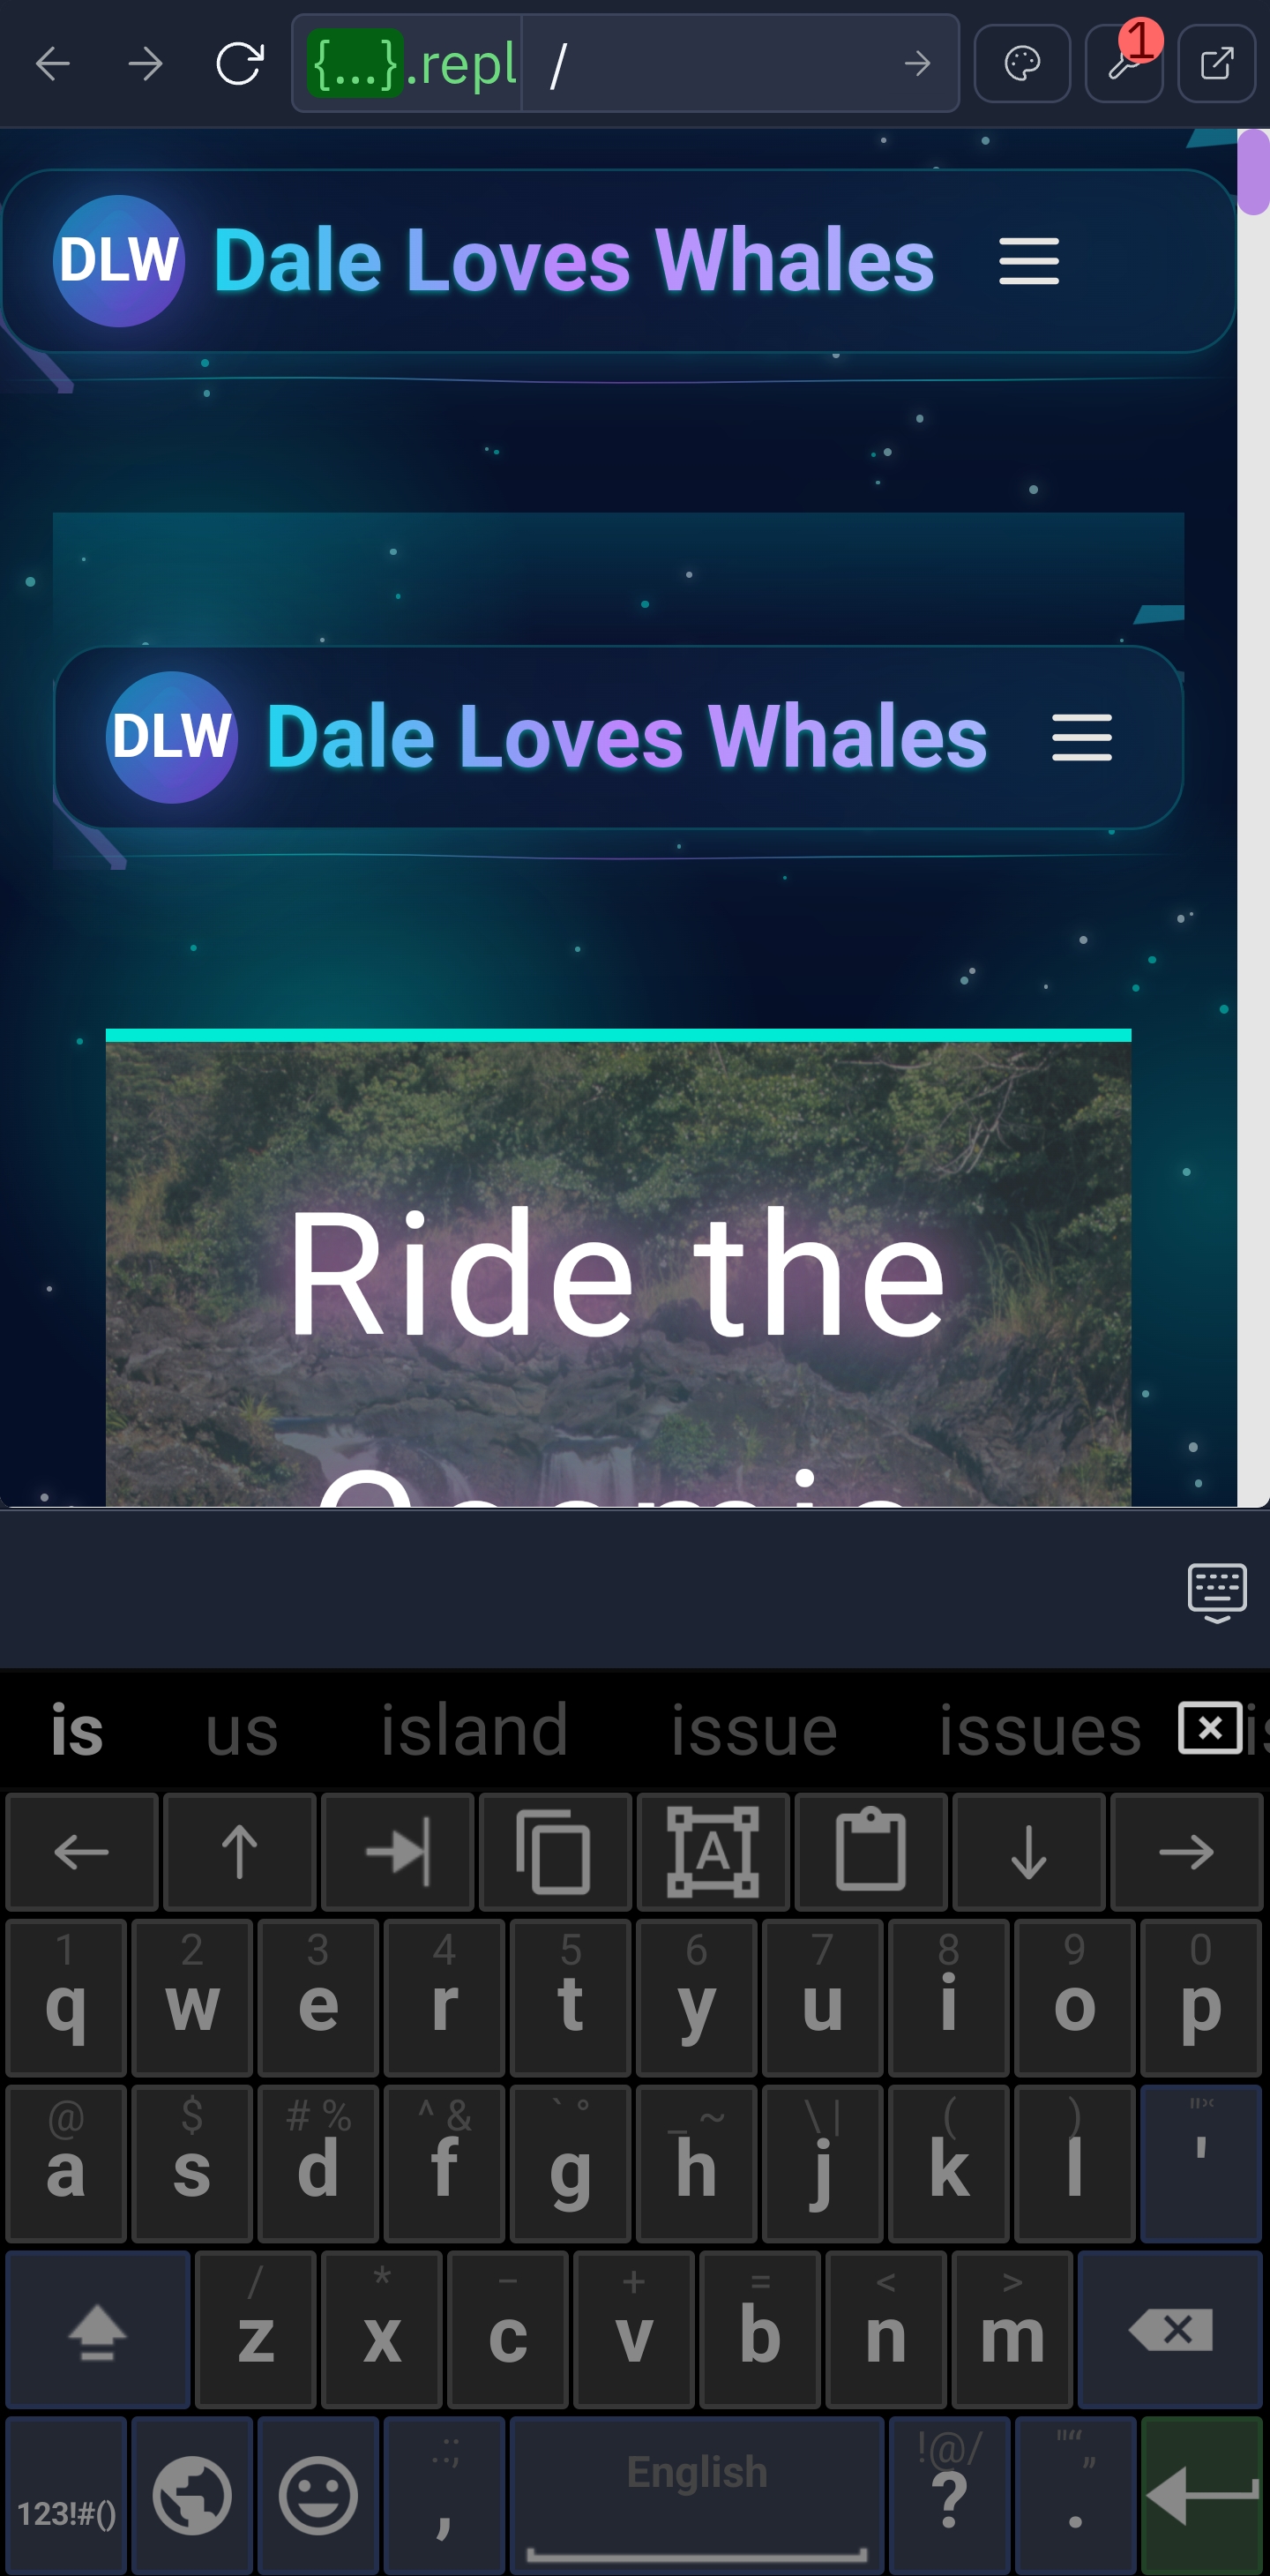 {...}.repl /
1
DLW Dale Loves Whales
DLW Dale Loves Whales
Ride the
is us island issue issues is
A
1 2 3 4 5 6 7 8 9 0
q w e r t y u i o p
@ $ # % ^ & ` ° _ ~ \ | ( )
a s d f g h j k l '
/ * − + = < >
z x c v b n m
.:; English !@/ "“„
123!#() , ? .